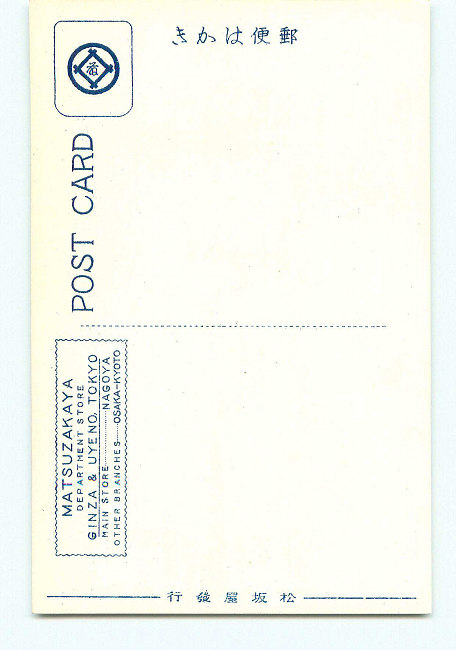 郵便はかき
POST CARD
MATSUZAKAYA
DEPARTMENT STORE
GINZA & UYENO, TOKYO
MAIN STORE........NAGOYA
OTHER BRANCHES......OSAKA-KYOTO
松坂屋發行